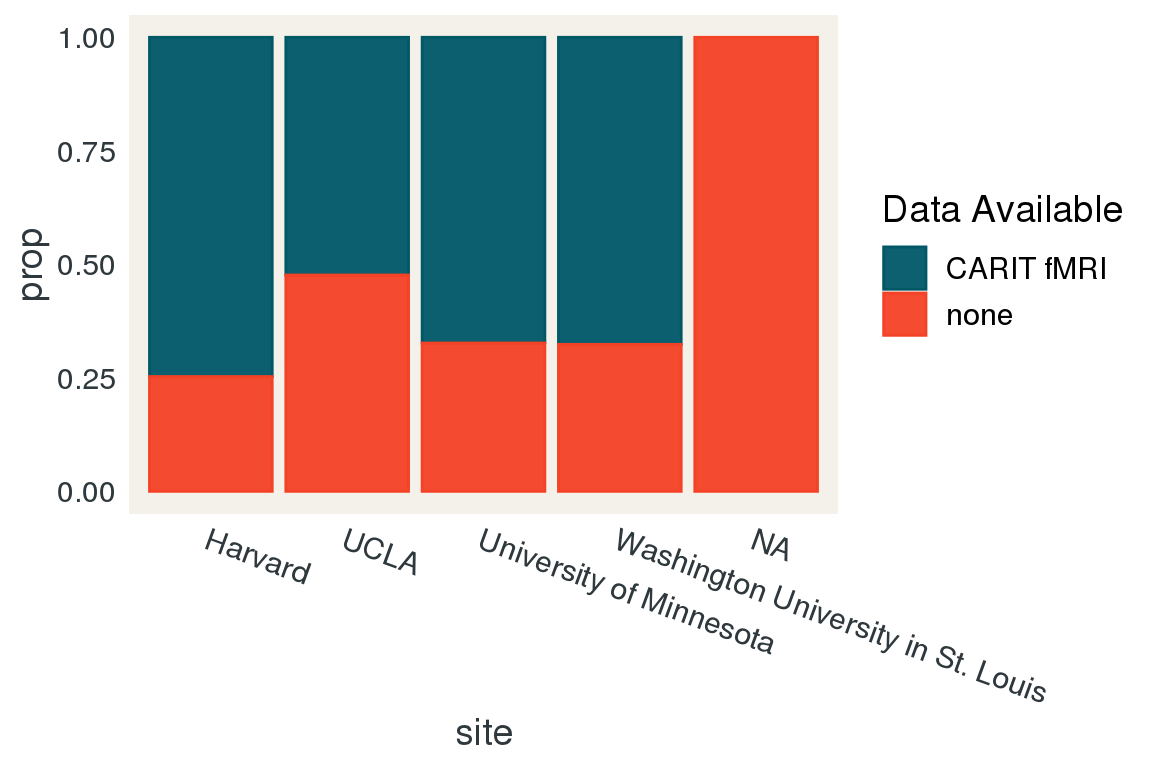 1.00
0.75
0.50
0.25
0.00
prop
Harvard
UCLA
University of Minnesota
Washington University in St. Louis
NA
site
Data Available
CARIT fMRI
none